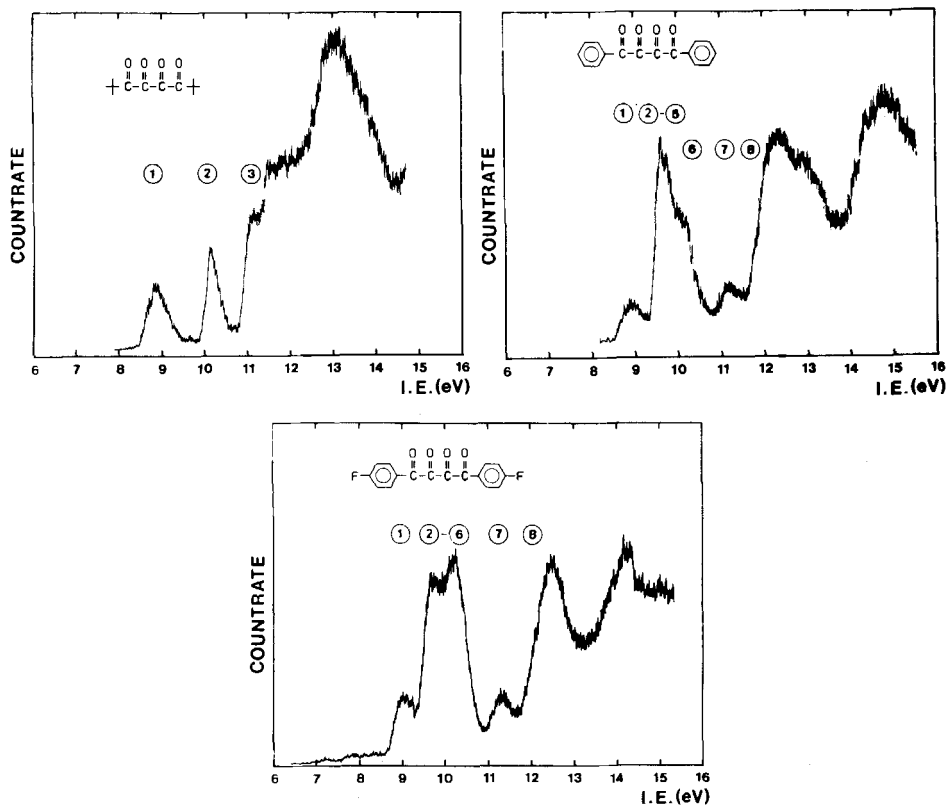 COUNTRATE
O O O O
C C C C
1
2
3
6 7 8 9 10 11 12 13 14 15 16
I.E.(eV)
COUNTRATE
O O O O
C C C C
1 2 - 5
6 7 8
6 7 8 9 10 11 12 13 14 15 16
I.E.(eV)
COUNTRATE
O O O O
F C C C C F
1 2 - 6 7 8
6 7 8 9 10 11 12 13 14 15 16
I.E.(eV)